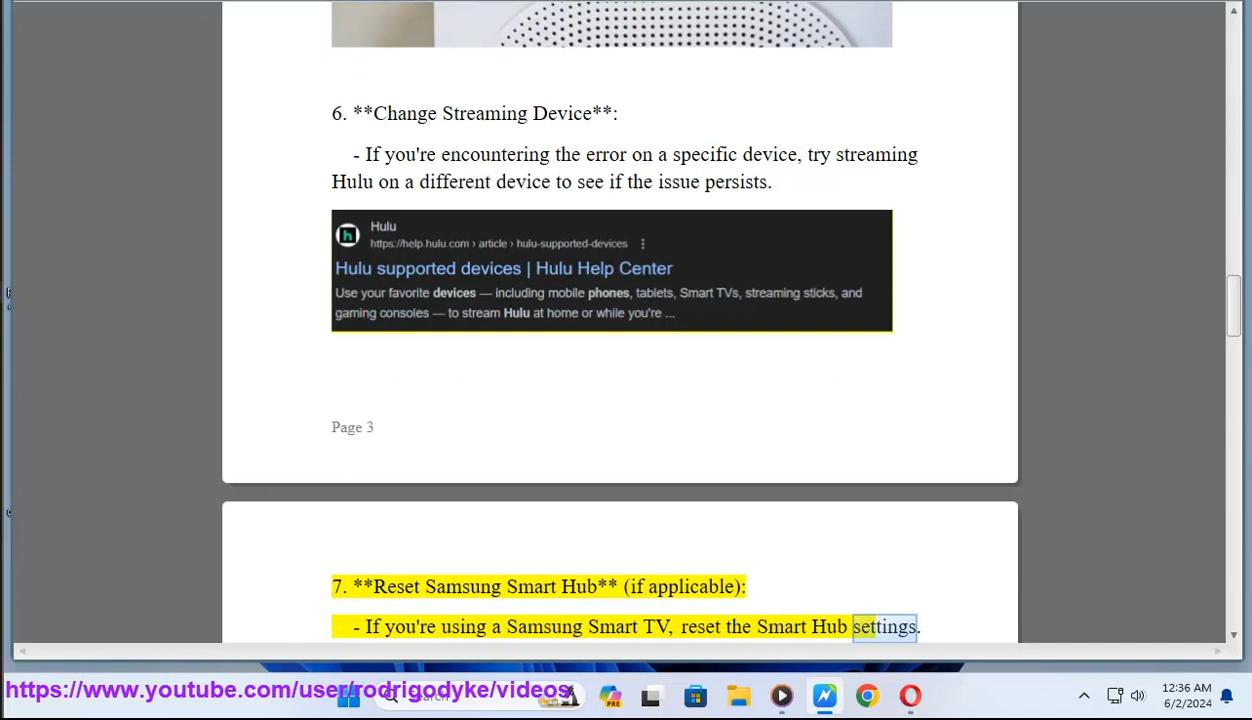 6. **Change Streaming Device**:
- If you're encountering the error on a specific device, try streaming
Hulu on a different device to see if the issue persists.
Hulu
https://help.hulu.com › article › hulu-supported-devices
Hulu supported devices | Hulu Help Center
Use your favorite devices — including mobile phones, tablets, Smart TVs, streaming sticks, and
gaming consoles — to stream Hulu at home or while you're ...
Page 3
7. **Reset Samsung Smart Hub** (if applicable):
- If you're using a Samsung Smart TV, reset the Smart Hub settings.
https://www.youtube.com/user/rodrigodyke/videos
PRE
12:36 AM
6/2/2024